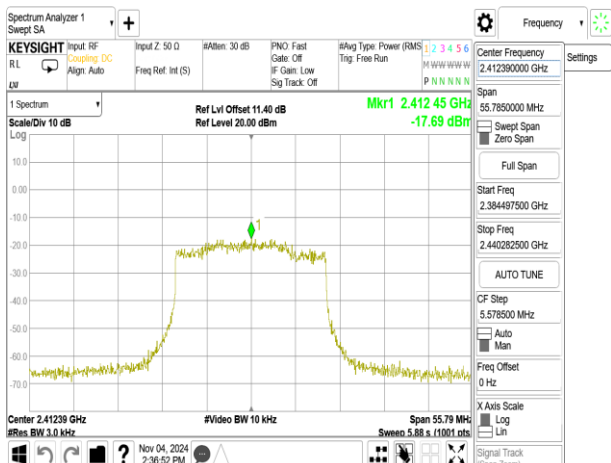 Spectrum Analyzer 1
Swept SA
Frequency
KEYSIGHT
Input: RF
Coupling: DC
Align: Auto
Input Z: 50 Ω
Freq Ref: Int (S)
#Atten: 30 dB
PNO: Fast
Gate: Off
IF Gain: Low
Sig Track: Off
#Avg Type: Power (RMS
Trig: Free Run
1 2 3 4 5 6
M W W W W W
P N N N N N
RL
LXI
1 Spectrum
Scale/Div 10 dB
Log
Ref Lvl Offset 11.40 dB
Ref Level 20.00 dBm
Mkr1 2.412 45 GHz
-17.69 dBm
10.0
0.00
-10.0
-20.0
-30.0
-40.0
-50.0
-60.0
-70.0
1
Center 2.41239 GHz
#Res BW 3.0 kHz
#Video BW 10 kHz
Span 55.79 MHz
Sweep 5.88 s (1001 pts
Nov 04, 2024
2:36:52 PM
Center Frequency
2.412390000 GHz
Span
55.7850000 MHz
Swept Span
Zero Span
Full Span
Start Freq
2.384497500 GHz
Stop Freq
2.440282500 GHz
AUTO TUNE
CF Step
5.578500 MHz
Auto
Man
Freq Offset
0 Hz
X Axis Scale
Log
Lin
Signal Track
Settings